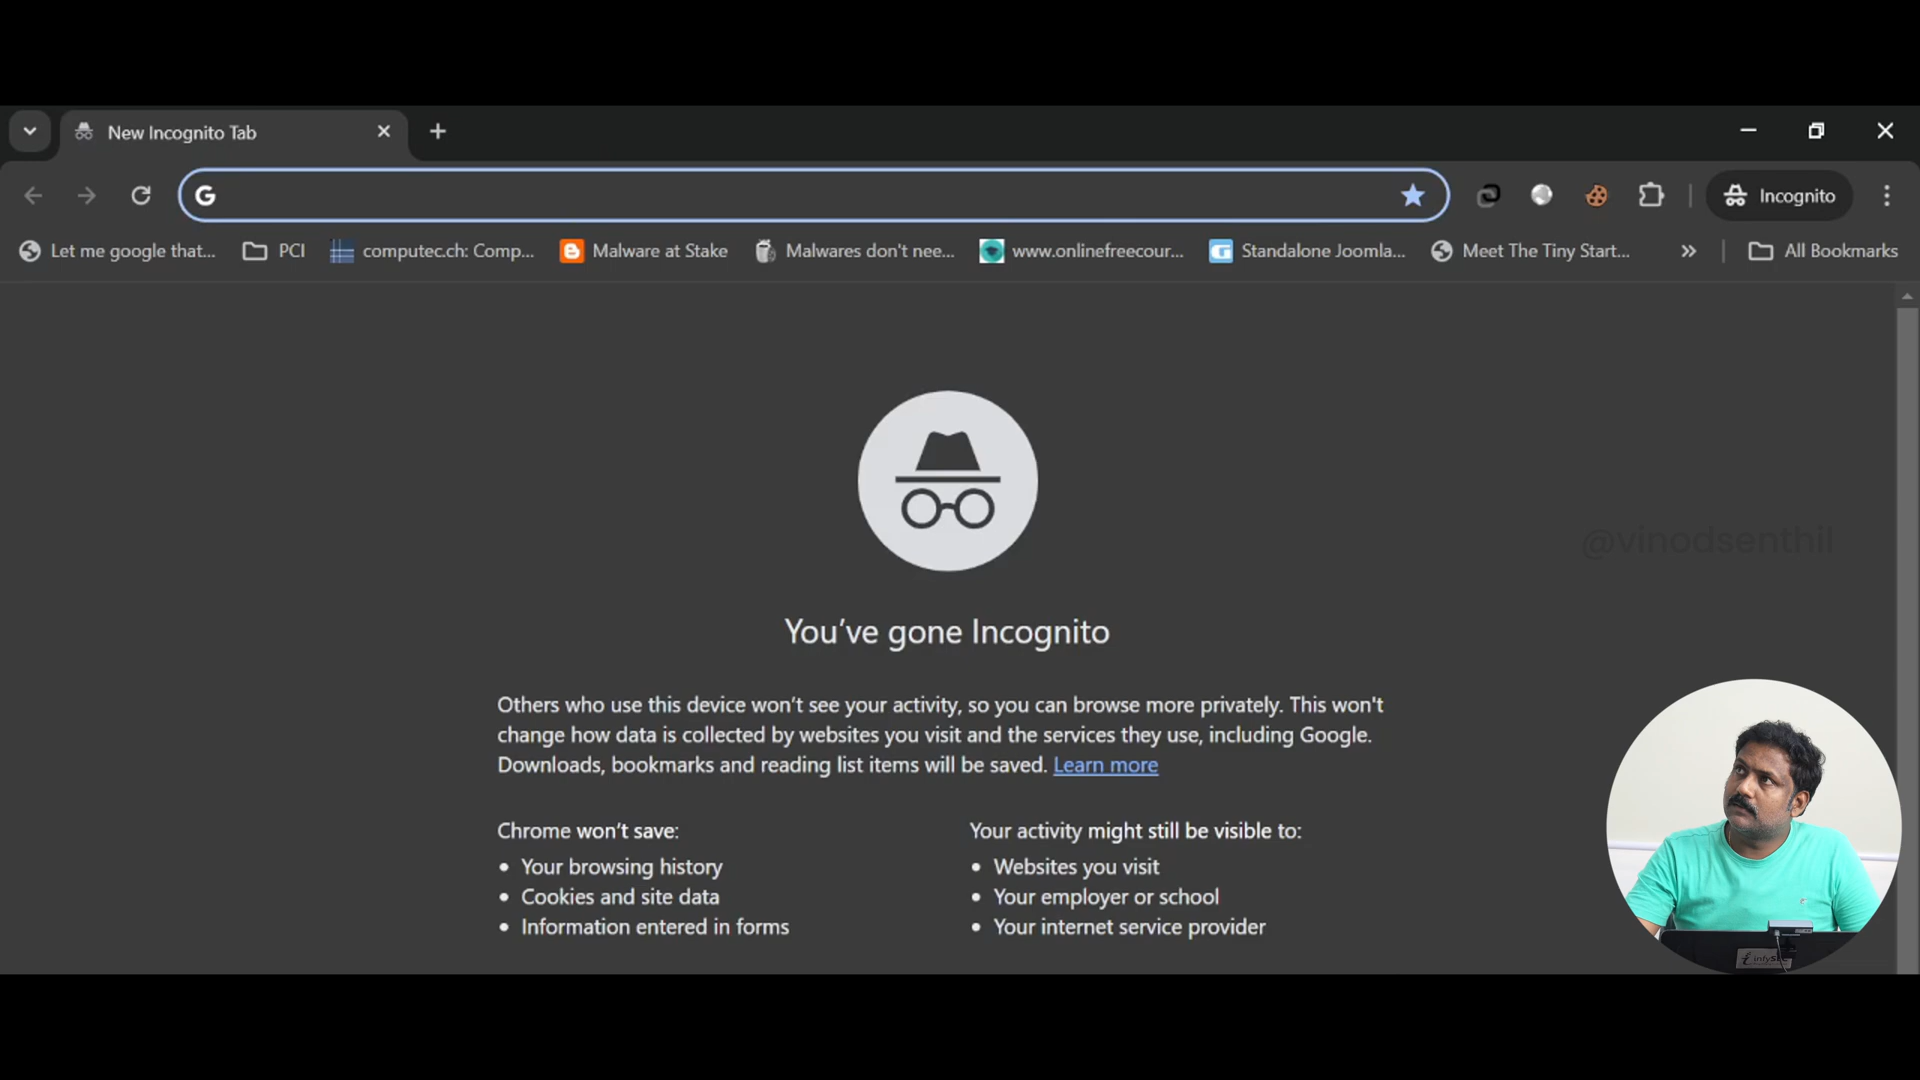 New Incognito Tab
Incognito
Let me google that... PCI computec.ch: Comp... Malware at Stake Malwares don't nee... www.onlinefreecour... Standalone Joomla... Meet The Tiny Start... All Bookmarks
@vinodsenthil
You've gone Incognito
Others who use this device won't see your activity, so you can browse more privately. This won't
change how data is collected by websites you visit and the services they use, including Google.
Downloads, bookmarks and reading list items will be saved. Learn more
Chrome won't save:
• Your browsing history
• Cookies and site data
• Information entered in forms
Your activity might still be visible to:
• Websites you visit
• Your employer or school
• Your internet service provider